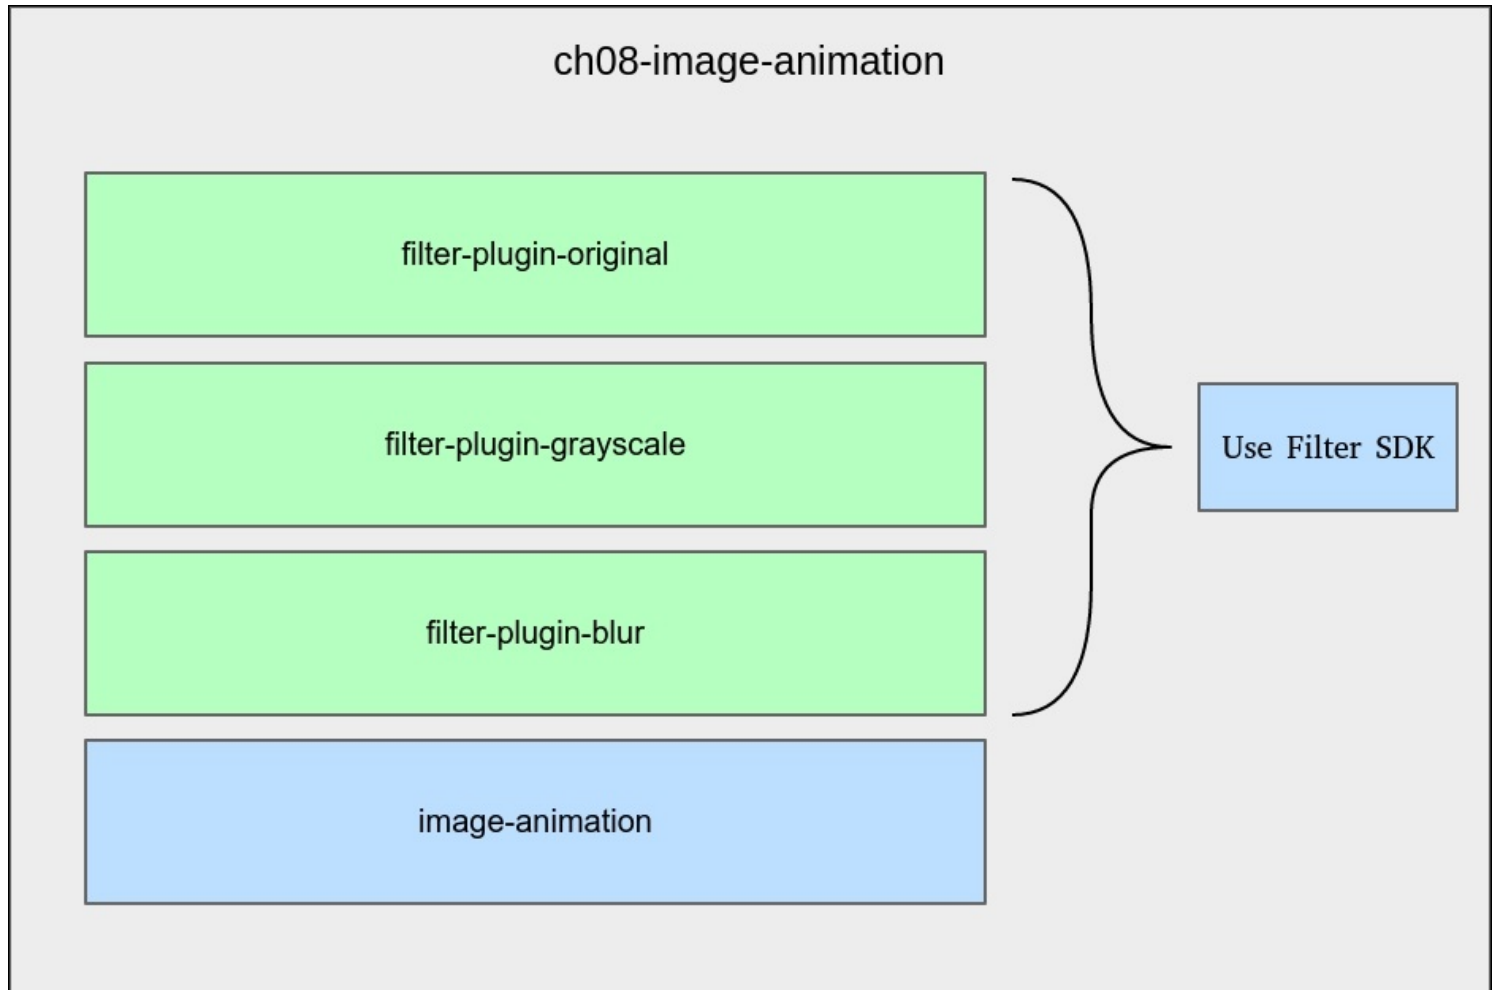 ch08-image-animation
filter-plugin-original
filter-plugin-grayscale
Use Filter SDK
filter-plugin-blur
image-animation